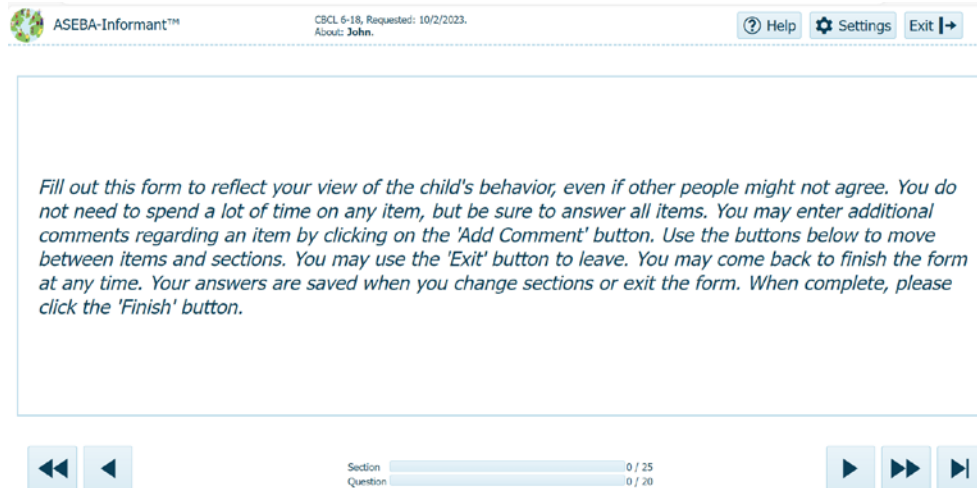 ASEBA-Informant™
CBCL 6-18, Requested: 10/2/2023.
About: John.
Help
Settings
Exit
Fill out this form to reflect your view of the child's behavior, even if other people might not agree. You do
not need to spend a lot of time on any item, but be sure to answer all items. You may enter additional
comments regarding an item by clicking on the 'Add Comment' button. Use the buttons below to move
between items and sections. You may use the 'Exit' button to leave. You may come back to finish the form
at any time. Your answers are saved when you change sections or exit the form. When complete, please
click the 'Finish' button.
Section 0 / 25
Question 0 / 20